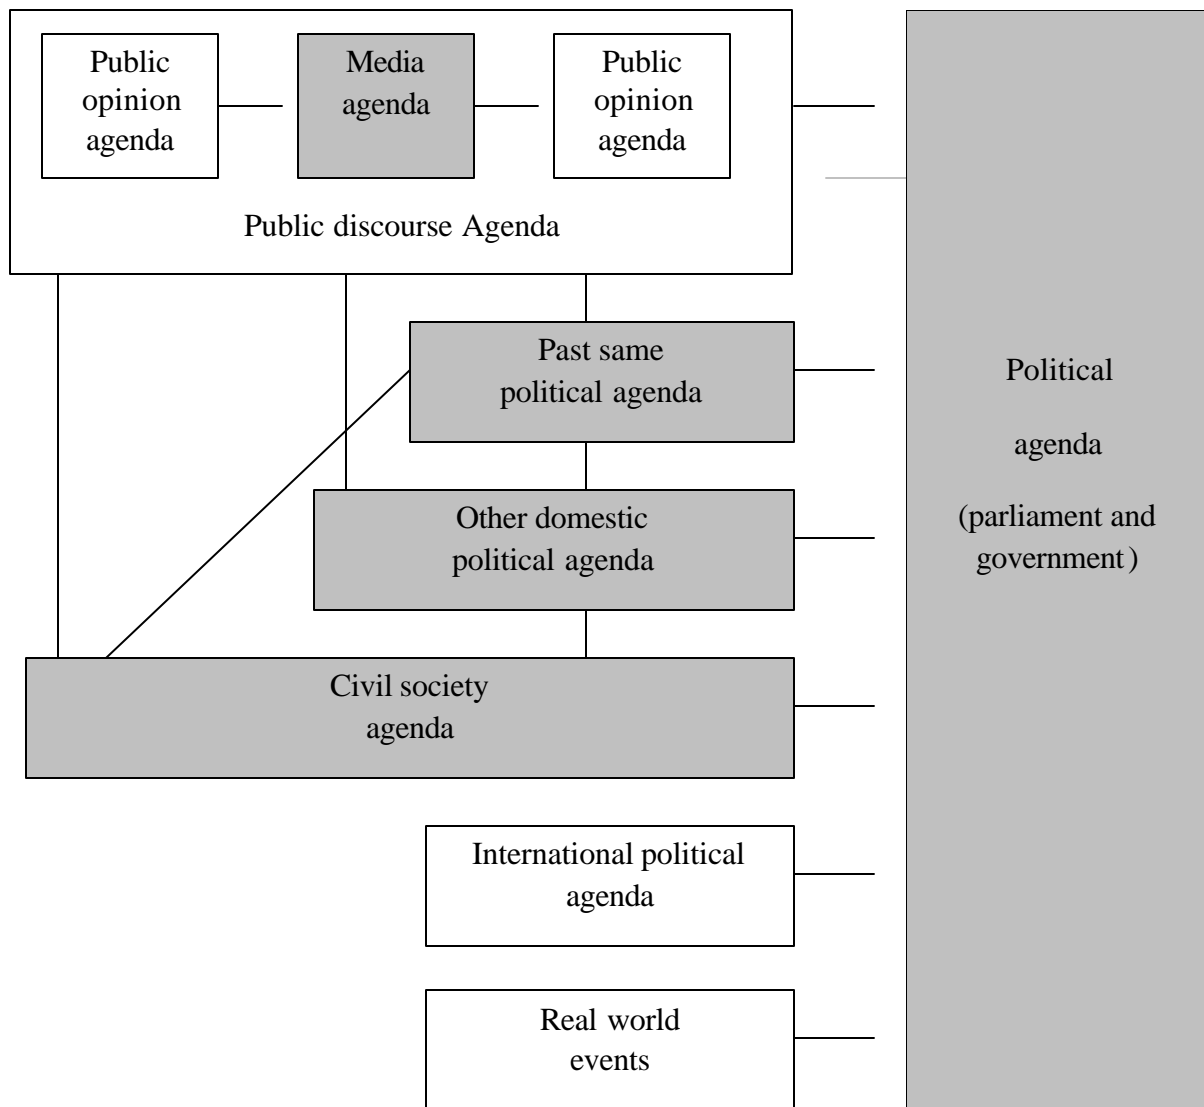 Public
opinion
agenda
Media
agenda
Public
opinion
agenda
Public discourse Agenda
Past same
political agenda
Other domestic
political agenda
Civil society
agenda
International political
agenda
Real world
events
Political
agenda
(parliament and
government)